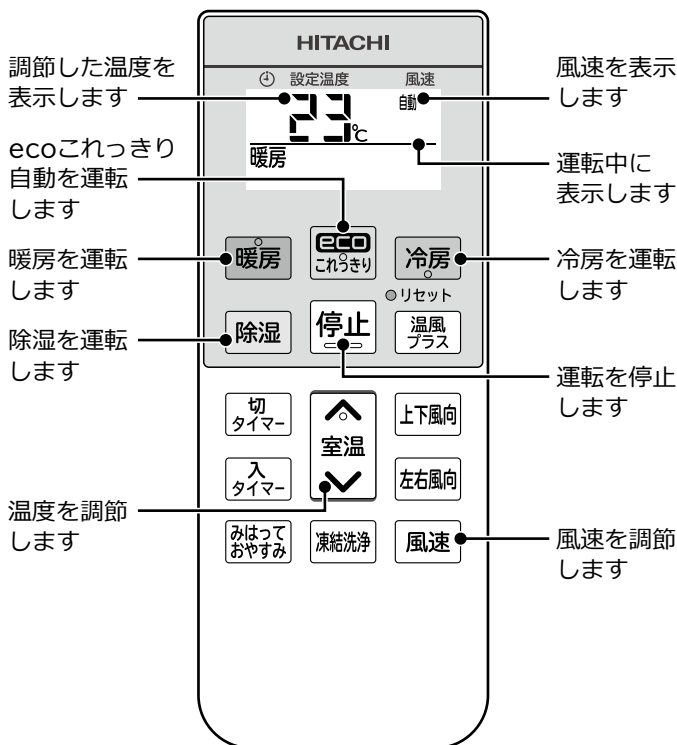 HITACHI
調節した温度を
表示します
設定温度
風速
風速を表示
します
23℃
自動
暖房
運転中に
表示します
ecoこれっきり
自動を運転
します
暖房を運転
します
暖房
eco
これっきり
冷房
冷房を運転
します
リセット
除湿を運転
します
除湿
停止
温風
プラス
運転を停止
します
切
タイマー
室温
上下風向
入
タイマー
左右風向
温度を調節
します
みはって
おやすみ
凍結洗浄
風速
風速を調節
します